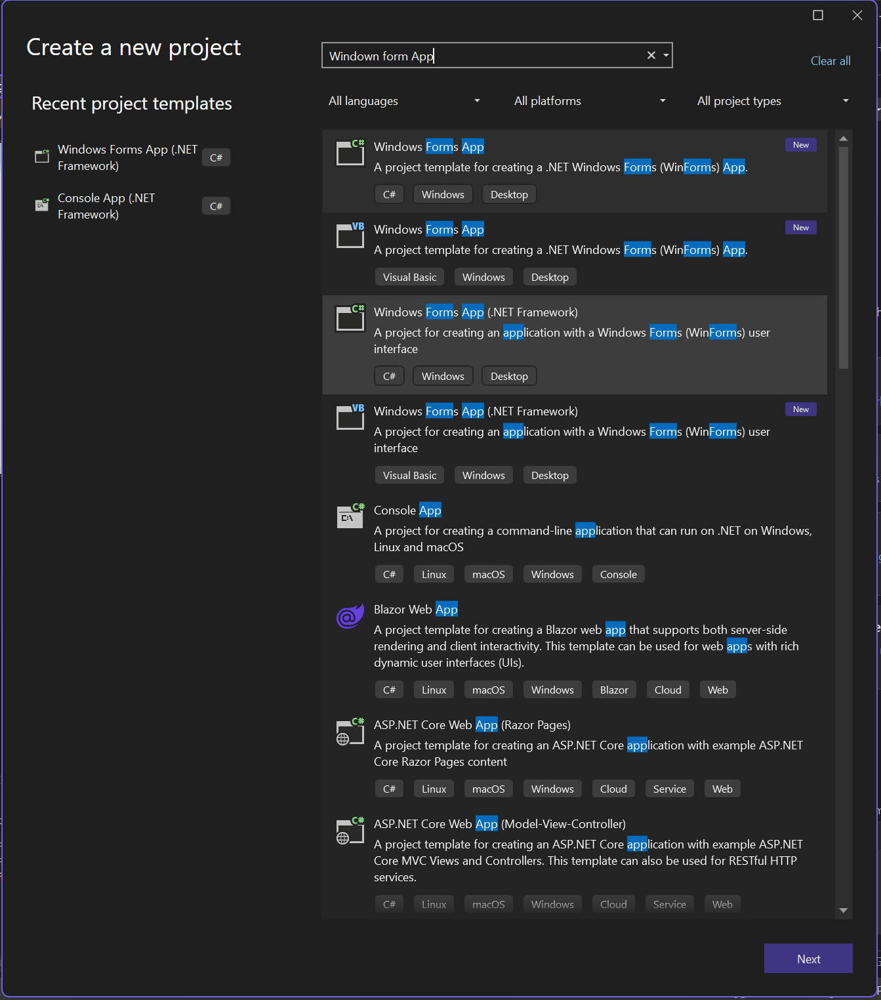 Create a new project
Windown form App
Clear all
Recent project templates
All languages
All platforms
All project types
Windows Forms App (.NET
Framework)
C#
Console App (.NET
Framework)
C#
Windows Forms App
New
A project template for creating a .NET Windows Forms (WinForms) App.
C# Windows Desktop
Windows Forms App
New
A project template for creating a .NET Windows Forms (WinForms) App.
Visual Basic Windows Desktop
Windows Forms App (.NET Framework)
A project for creating an application with a Windows Forms (WinForms) user
interface
C# Windows Desktop
Windows Forms App (.NET Framework)
New
A project for creating an application with a Windows Forms (WinForms) user
interface
Visual Basic Windows Desktop
Console App
A project for creating a command-line application that can run on .NET on Windows,
Linux and macOS
C# Linux macOS Windows Console
Blazor Web App
A project template for creating a Blazor web app that supports both server-side
rendering and client interactivity. This template can be used for web apps with rich
dynamic user interfaces (UIs).
C# Linux macOS Windows Blazor Cloud Web
ASP.NET Core Web App (Razor Pages)
A project template for creating an ASP.NET Core application with example ASP.NET
Core Razor Pages content
C# Linux macOS Windows Cloud Service Web
ASP.NET Core Web App (Model-View-Controller)
A project template for creating an ASP.NET Core application with example ASP.NET
Core MVC Views and Controllers. This template can also be used for RESTful HTTP
services.
C# Linux macOS Windows Cloud Service Web
Next